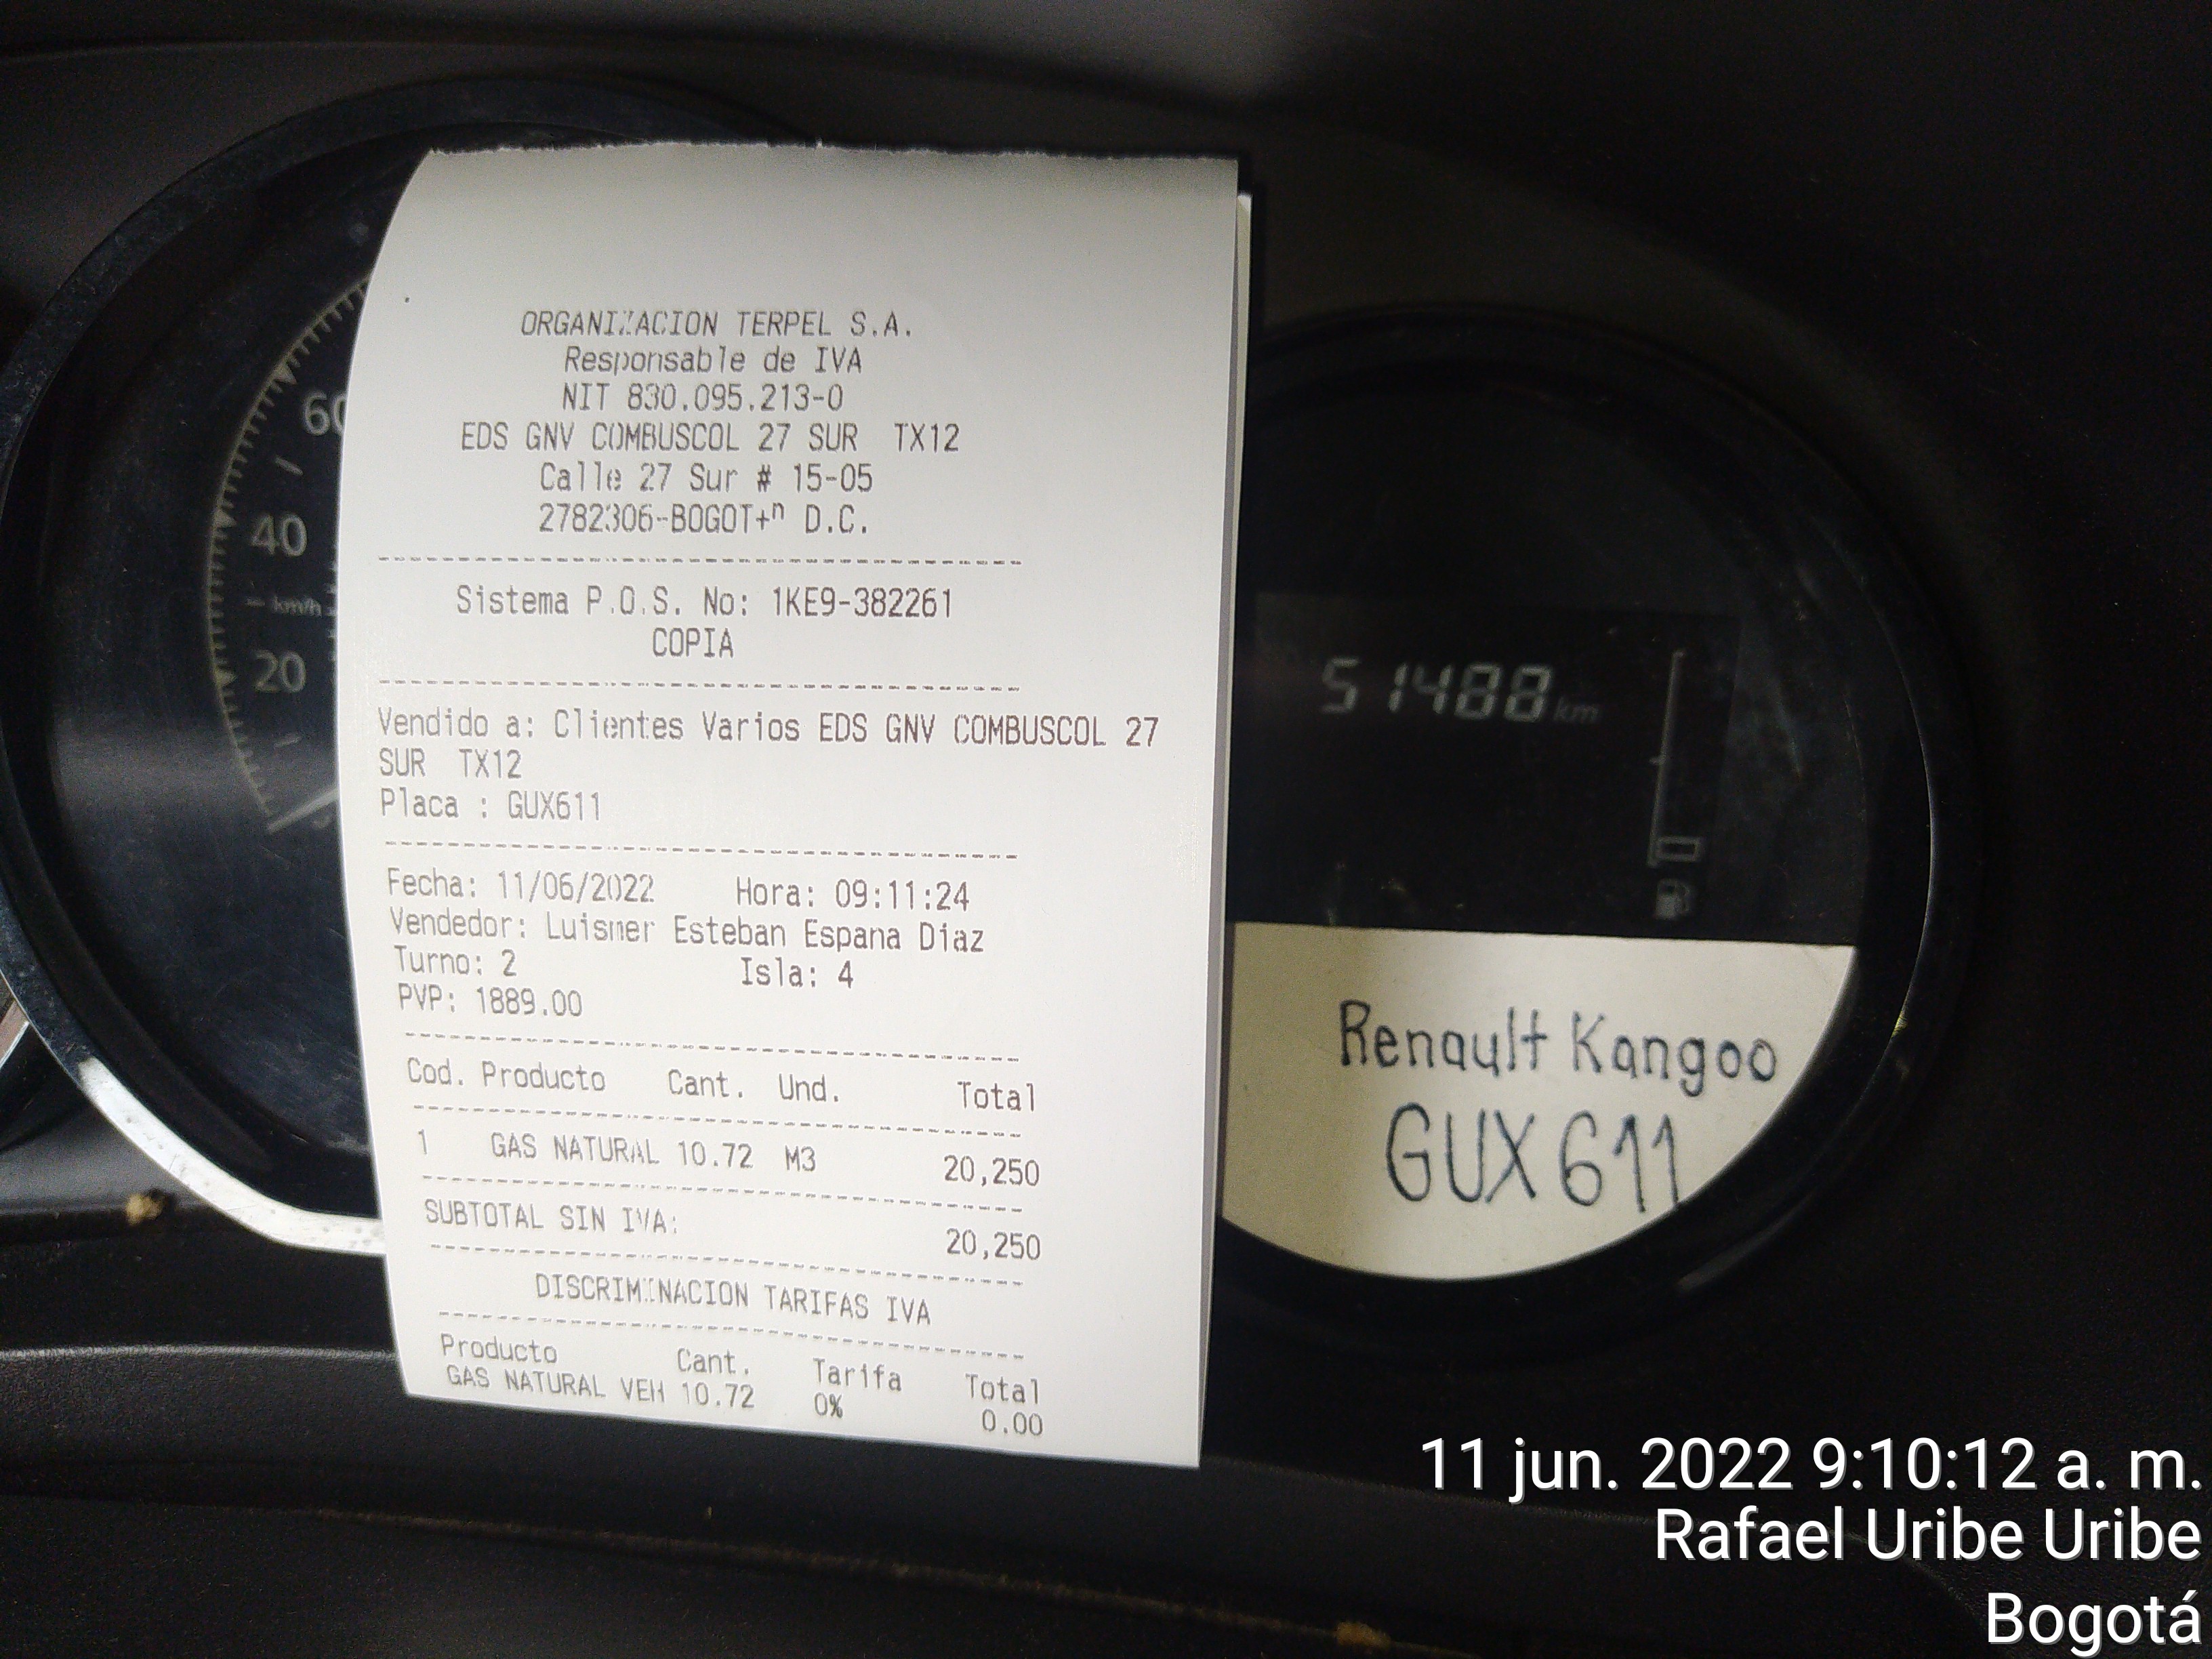 ORGANIZACION TERPEL S.A.
Responsable de IVA
NIT 830.095.213-0
EDS GNV COMBUSCOL 27 SUR TX12
Calle 27 Sur # 15-05
2782306-BOGOT+ⁿ D.C.
Sistema P.O.S. No: 1KE9-382261
COPIA
Vendido a: Clientes Varios EDS GNV COMBUSCOL 27
SUR TX12
Placa : GUX611
Fecha: 11/06/2022 Hora: 09:11:24
Vendedor: Luismer Esteban Espana Diaz
Turno: 2 Isla: 4
PVP: 1889.00
Cod. Producto Cant. Und. Total
1 GAS NATURAL 10.72 M3 20,250
SUBTOTAL SIN IVA: 20,250
DISCRIMINACION TARIFAS IVA
Producto Cant. Tarifa Total
GAS NATURAL VEH 10.72 0% 0.00
60
40
km/h
20
51488 km
Renault Kangoo
GUX611
11 jun. 2022 9:10:12 a. m.
Rafael Uribe Uribe
Bogotá